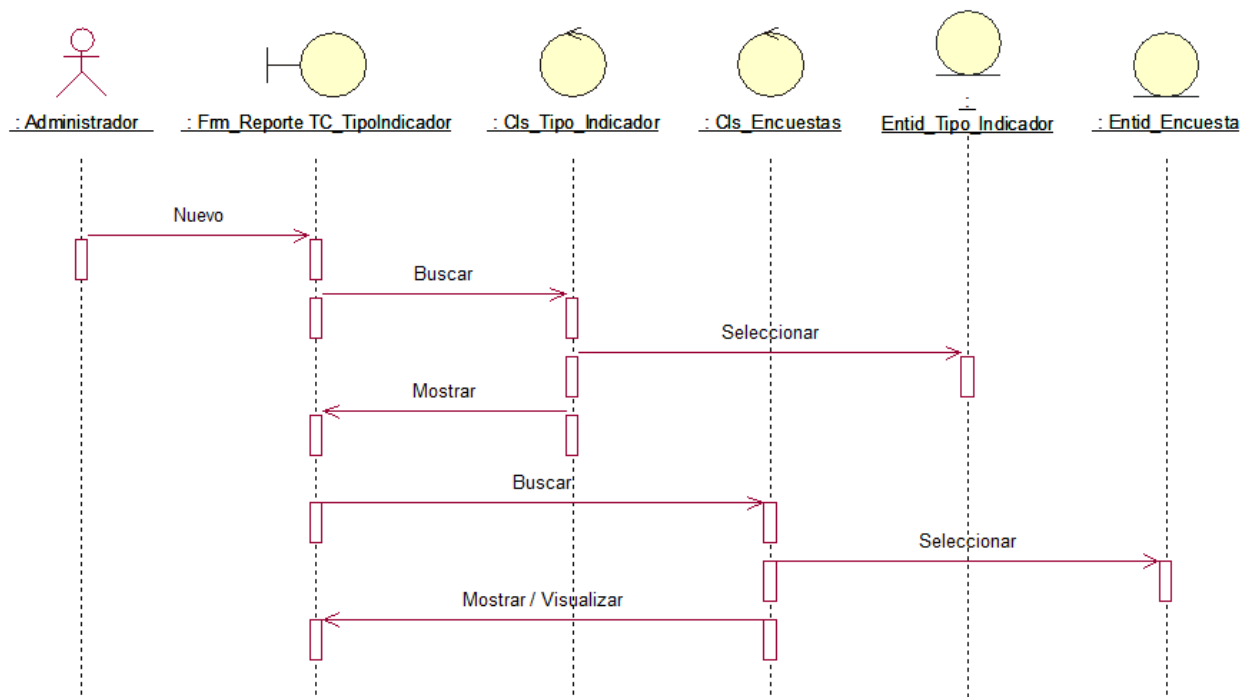 : Administrador
: Frm_Reporte TC_TipoIndicador
: Cls_Tipo_Indicador
: Cls_Encuestas
:
Entid_Tipo_Indicador
: Entid_Encuesta
Nuevo
Buscar
Seleccionar
Mostrar
Buscar
Seleccionar
Mostrar / Visualizar